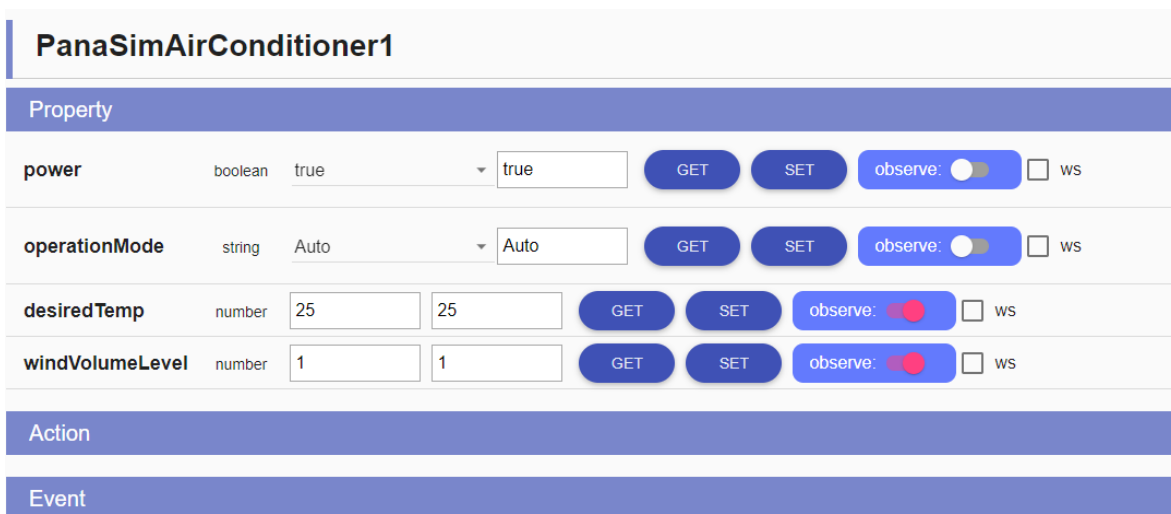 PanaSimAirConditioner1
Property
power boolean true true GET SET observe: ws
operationMode string Auto Auto GET SET observe: ws
desiredTemp number 25 25 GET SET observe: ws
windVolumeLevel number 1 1 GET SET observe: ws
Action
Event